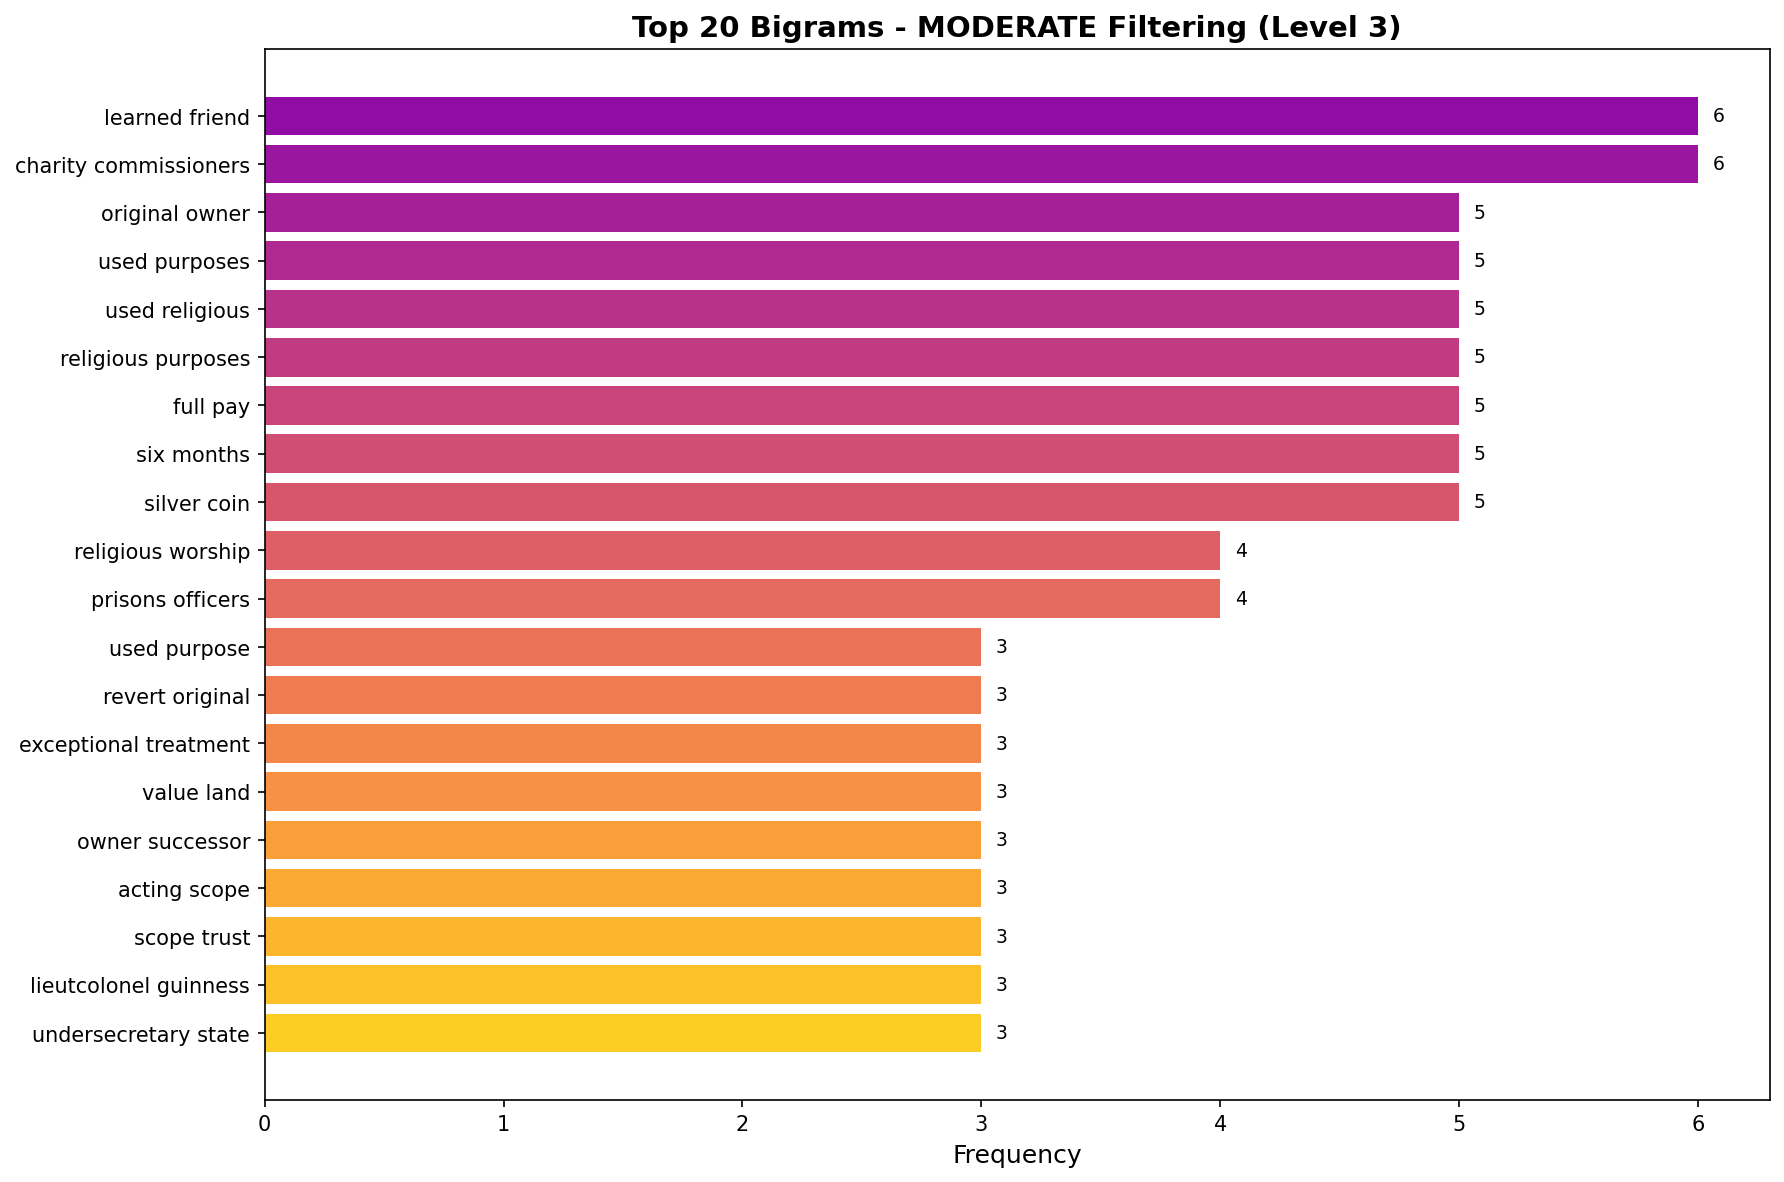 Top 20 Bigrams - MODERATE Filtering (Level 3)
learned friend 6
charity commissioners 6
original owner 5
used purposes 5
used religious 5
religious purposes 5
full pay 5
six months 5
silver coin 5
religious worship 4
prisons officers 4
used purpose 3
revert original 3
exceptional treatment 3
value land 3
owner successor 3
acting scope 3
scope trust 3
lieutcolonel guinness 3
undersecretary state 3
0 1 2 3 4 5 6
Frequency